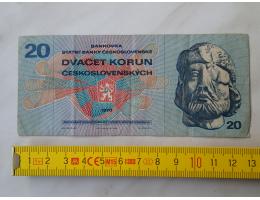 BANKOVKA
20
STÁTNÍ BANKY ČESKOSLOVENSKÉ
DVACET KORUN
ČESKOSLOVENSKÝCH
1970
20
1 2 3 4 5 6 7 8 9 10 11 12 13